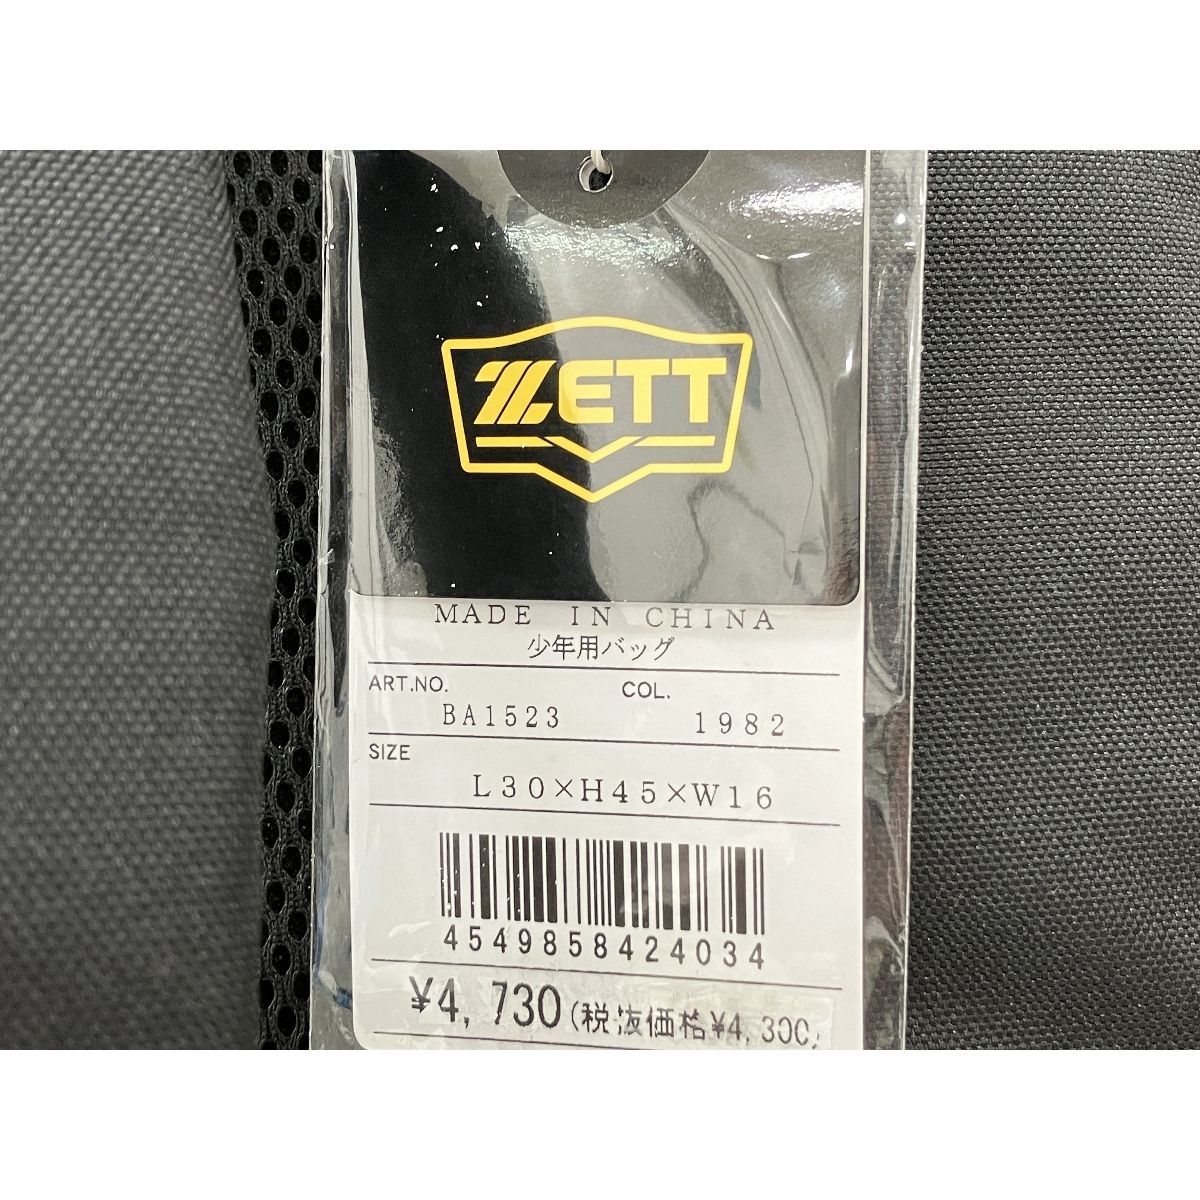 ZETT
MADE IN CHINA
少年用バッグ
ART.NO. COL.
BA1523 1982
SIZE
L30×H45×W16
4549858424034
¥4,730(税抜価格¥4,300)